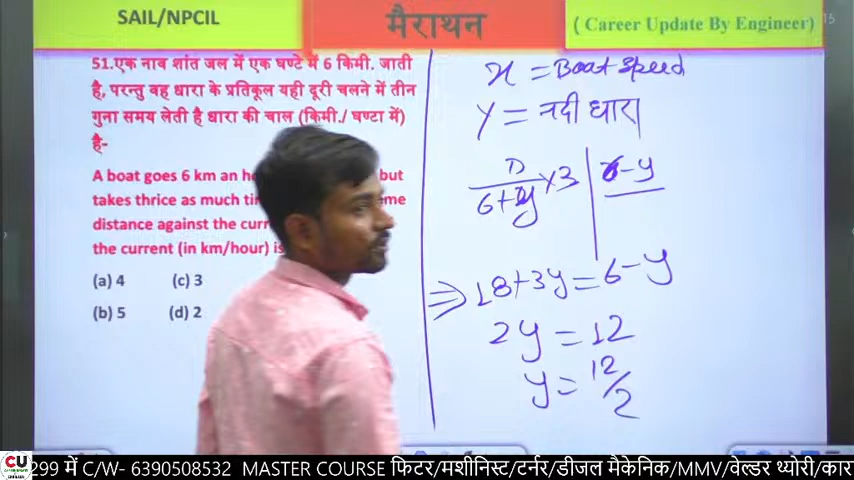 SAIL/NPCIL
मैराथन
( Career Update By Engineer)
15
51.एक नाव शांत जल में एक घण्टे में 6 किमी. जाती
है, परन्तु वह धारा के प्रतिकूल यही दूरी चलने में तीन
गुना समय लेती है धारा की चाल (किमी./ घण्टा में)
है-
A boat goes 6 km an but
takes thrice as much
distance against the
the current (in km/hour)
(a) 4 (c) 3
(b) 5 (d) 2
x = Boat Speed
y = नदी धारा
D/6+y ×3 | 6-y
⇒ 18+3y=6-y
2y = 12
y = 12/2
CU
299 में C/W- 6390508532 MASTER COURSE फिटर/मशीनिस्ट/टर्नर/डीजल मैकेनिक/MMV/वेल्डर थ्योरी/कार